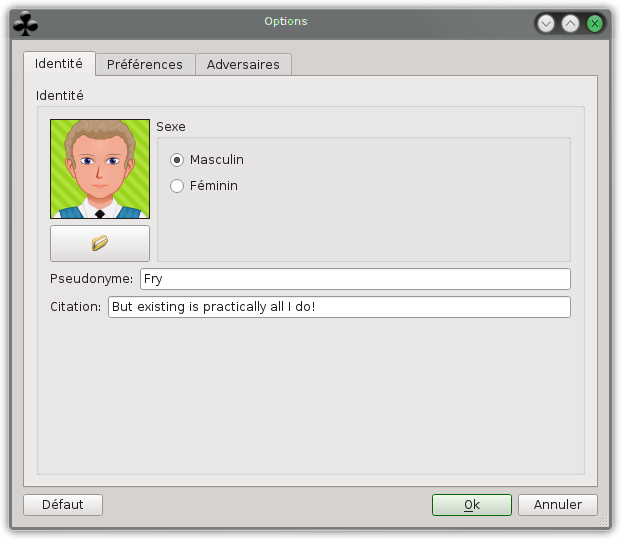 Options
Identité Préférences Adversaires
Identité
Sexe
Masculin
Féminin
Pseudonyme: Fry
Citation: But existing is practically all I do!
Défaut Ok Annuler